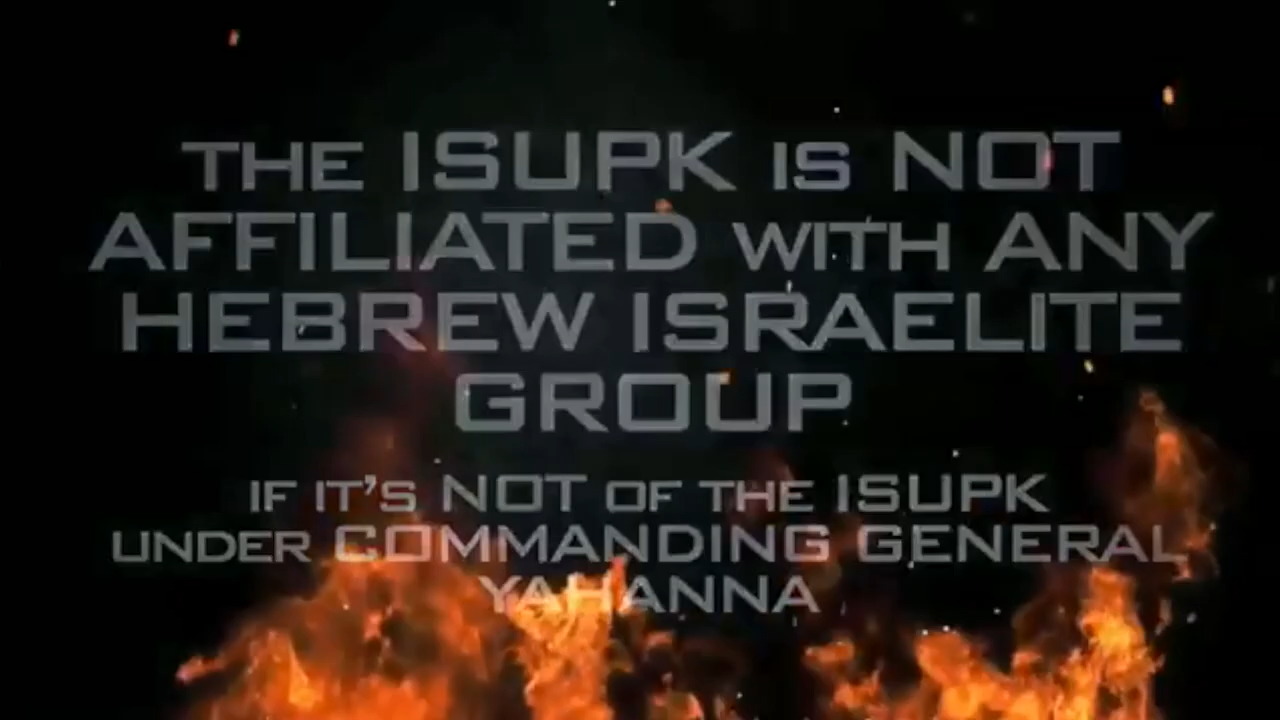 THE ISUPK IS NOT
AFFILIATED WITH ANY
HEBREW ISRAELITE
GROUP
IF IT'S NOT OF THE ISUPK
UNDER COMMANDING GENERAL
YAHANNA